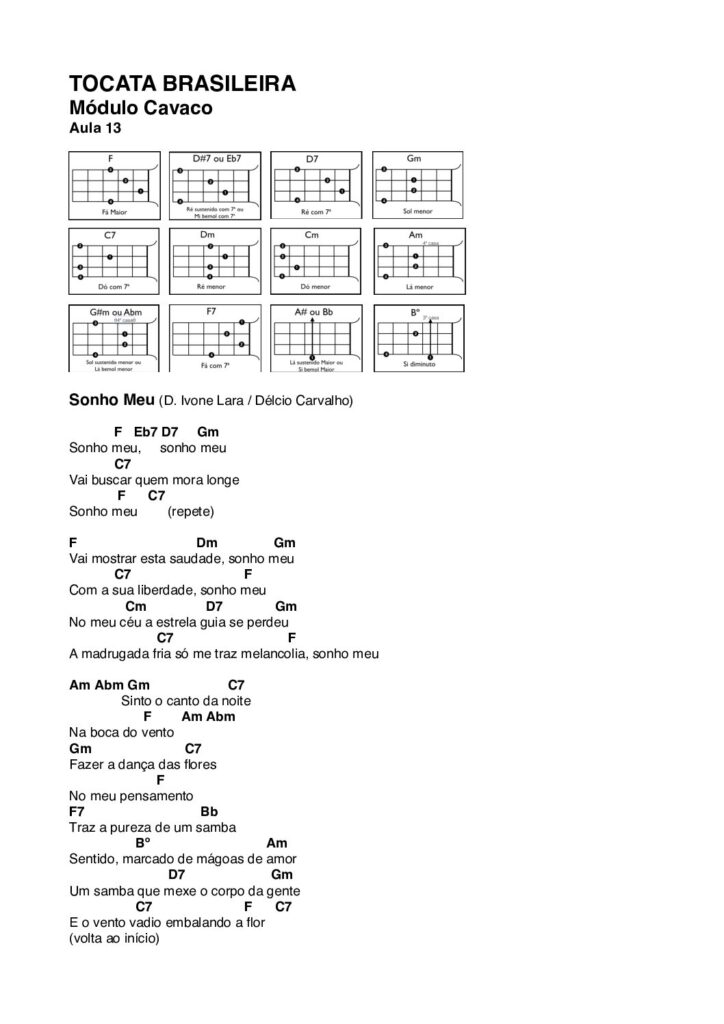 TOCATA BRASILEIRA
Módulo Cavaco
Aula 13
F
Fá Maior
D#7 ou Eb7
Ré sustenido com 7ª ou
Mi bemol com 7ª
D7
Ré com 7ª
Gm
Sol menor
C7
Dó com 7ª
Dm
Ré menor
Cm
Dó menor
Am
4ª casa
Lá menor
G#m ou Abm
Sol sustenido menor ou
Lá bemol menor
F7
Fá com 7ª
A# ou Bb
Lá sustenido Maior ou
Si bemol Maior
Bº
3ª casa
Si diminuto
Sonho Meu (D. Ivone Lara / Délcio Carvalho)
F Eb7 D7 Gm
Sonho meu, sonho meu
C7
Vai buscar quem mora longe
F C7
Sonho meu (repete)
F Dm Gm
Vai mostrar esta saudade, sonho meu
C7 F
Com a sua liberdade, sonho meu
Cm D7 Gm
No meu céu a estrela guia se perdeu
C7 F
A madrugada fria só me traz melancolia, sonho meu
Am Abm Gm C7
Sinto o canto da noite
F Am Abm
Na boca do vento
Gm C7
Fazer a dança das flores
F
No meu pensamento
F7 Bb
Traz a pureza de um samba
Bº Am
Sentido, marcado de mágoas de amor
D7 Gm
Um samba que mexe o corpo da gente
C7 F C7
E o vento vadio embalando a flor
(volta ao início)